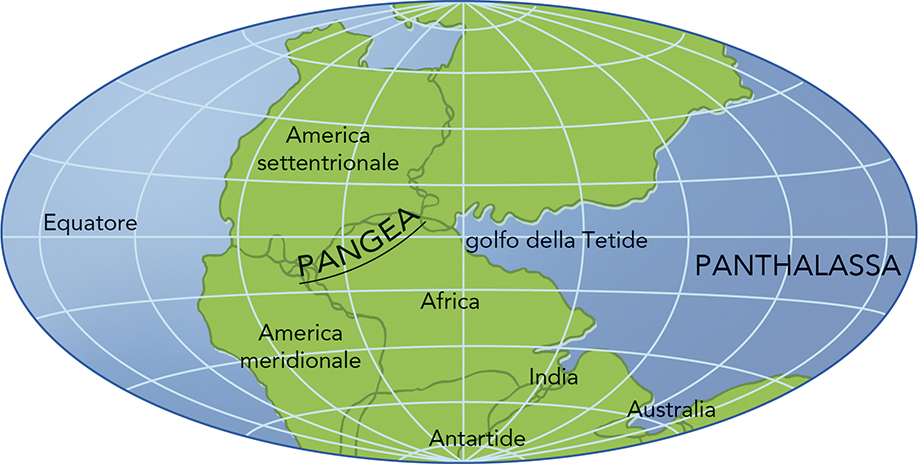 America
settentrionale
Equatore
PANGEA
golfo della Tetide
PANTHALASSA
Africa
America
meridionale
India
Australia
Antartide